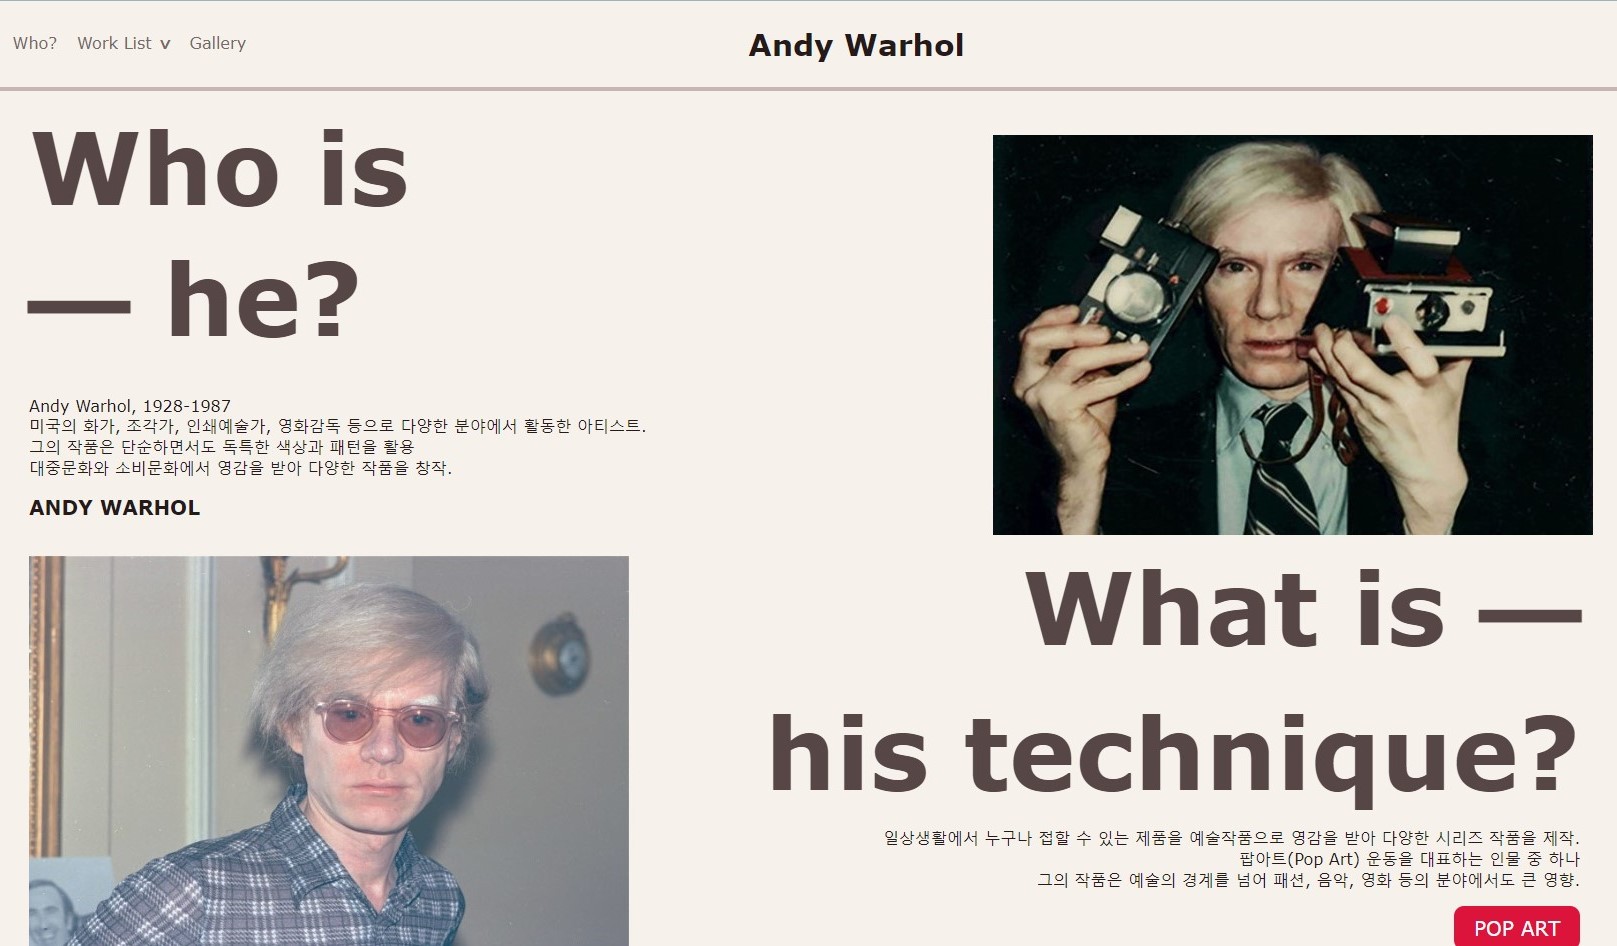 Who?
Work List v
Gallery
Andy Warhol
Who is
— he?
Andy Warhol, 1928-1987
미국의 화가, 조각가, 인쇄예술가, 영화감독 등으로 다양한 분야에서 활동한 아티스트.
그의 작품은 단순하면서도 독특한 색상과 패턴을 활용
대중문화와 소비문화에서 영감을 받아 다양한 작품을 창작.
ANDY WARHOL
What is —
his technique?
일상생활에서 누구나 접할 수 있는 제품을 예술작품으로 영감을 받아 다양한 시리즈 작품을 제작.
팝아트(Pop Art) 운동을 대표하는 인물 중 하나
그의 작품은 예술의 경계를 넘어 패션, 음악, 영화 등의 분야에서도 큰 영향.
POP ART